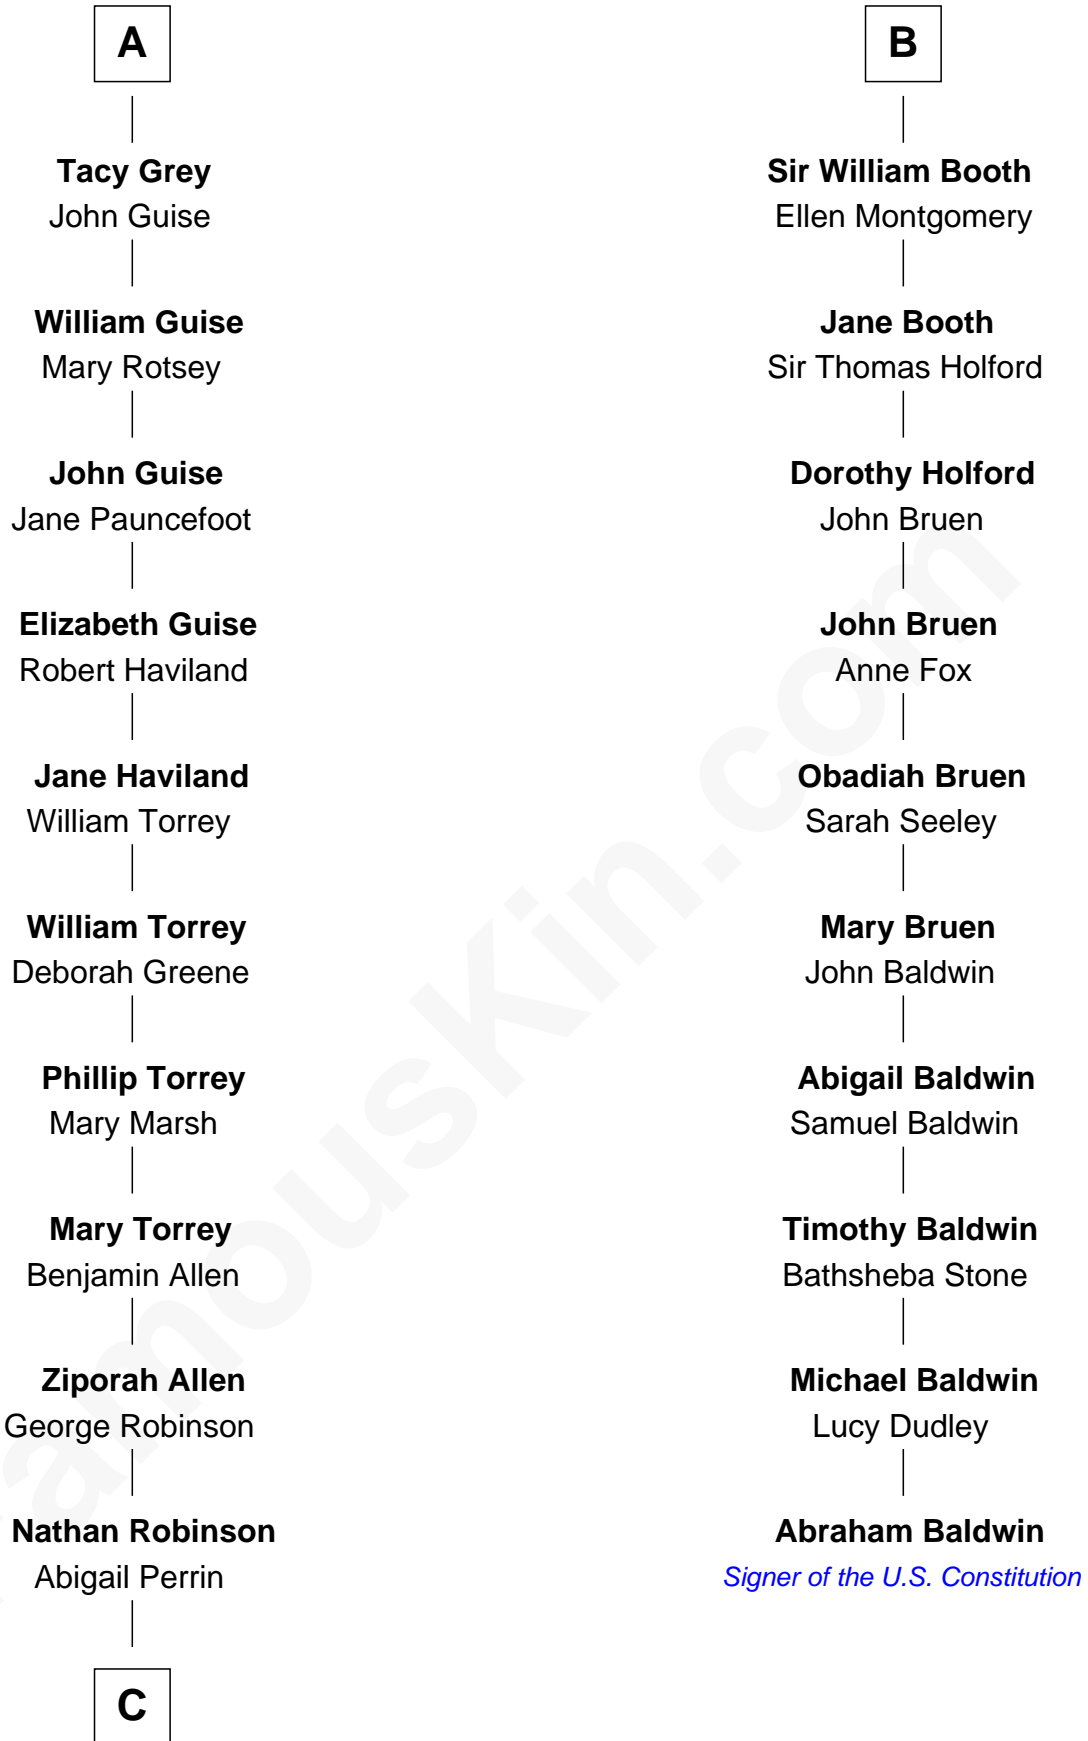 A
Tacy Grey
John Guise
William Guise
Mary Rotsey
John Guise
Jane Pauncefoot
Elizabeth Guise
Robert Haviland
Jane Haviland
William Torrey
William Torrey
Deborah Greene
Phillip Torrey
Mary Marsh
Mary Torrey
Benjamin Allen
Ziporah Allen
George Robinson
Nathan Robinson
Abigail Perrin
C
B
Sir William Booth
Ellen Montgomery
Jane Booth
Sir Thomas Holford
Dorothy Holford
John Bruen
John Bruen
Anne Fox
Obadiah Bruen
Sarah Seeley
Mary Bruen
John Baldwin
Abigail Baldwin
Samuel Baldwin
Timothy Baldwin
Bathsheba Stone
Michael Baldwin
Lucy Dudley
Abraham Baldwin
Signer of the U.S. Constitution
FamousKin.com